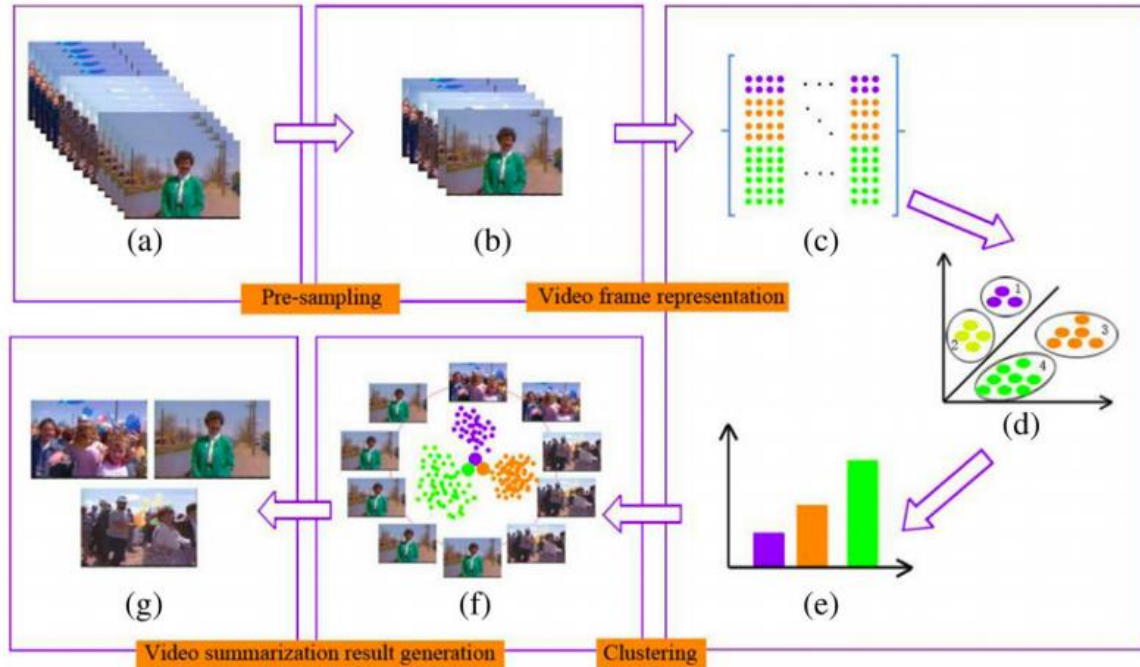 (a)
(b)
(c)
Pre-sampling
Video frame representation
1
2
3
4
(d)
(g)
(f)
(e)
Video summarization result generation
Clustering